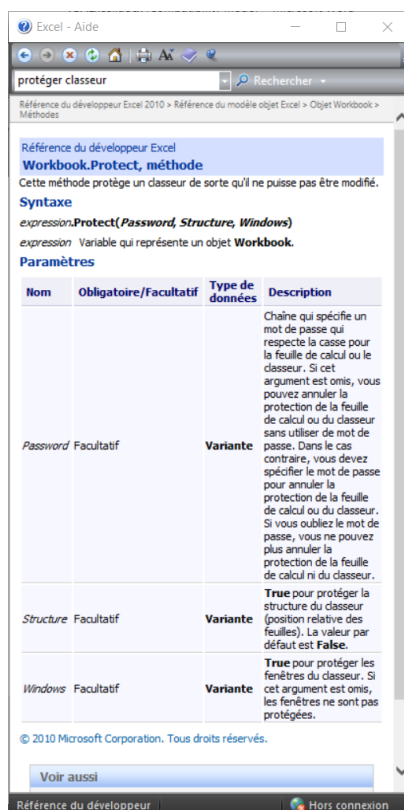 Excel - Aide
protéger classeur
Rechercher
Référence du développeur Excel 2010 > Référence du modèle objet Excel > Objet Workbook >
Méthodes
Référence du développeur Excel
Workbook.Protect, méthode
Cette méthode protège un classeur de sorte qu'il ne puisse pas être modifié.
Syntaxe
expression.Protect(Password, Structure, Windows)
expression Variable qui représente un objet Workbook.
Paramètres
Nom Obligatoire/Facultatif Type de données Description
Password Facultatif Variante
Chaîne qui spécifie un
mot de passe qui
respecte la casse pour
la feuille de calcul ou le
classeur. Si cet
argument est omis, vous
pouvez annuler la
protection de la feuille
de calcul ou du classeur
sans utiliser de mot de
passe. Dans le cas
contraire, vous devez
spécifier le mot de passe
pour annuler la
protection de la feuille
de calcul ou du classeur.
Si vous oubliez le mot de
passe, vous ne pouvez
plus annuler la
protection de la feuille
de calcul ni du classeur.
Structure Facultatif Variante
True pour protéger la
structure du classeur
(position relative des
feuilles). La valeur par
défaut est False.
Windows Facultatif Variante
True pour protéger les
fenêtres du classeur. Si
cet argument est omis,
les fenêtres ne sont pas
protégées.
© 2010 Microsoft Corporation. Tous droits réservés.
Voir aussi
Référence du développeur
Hors connexion